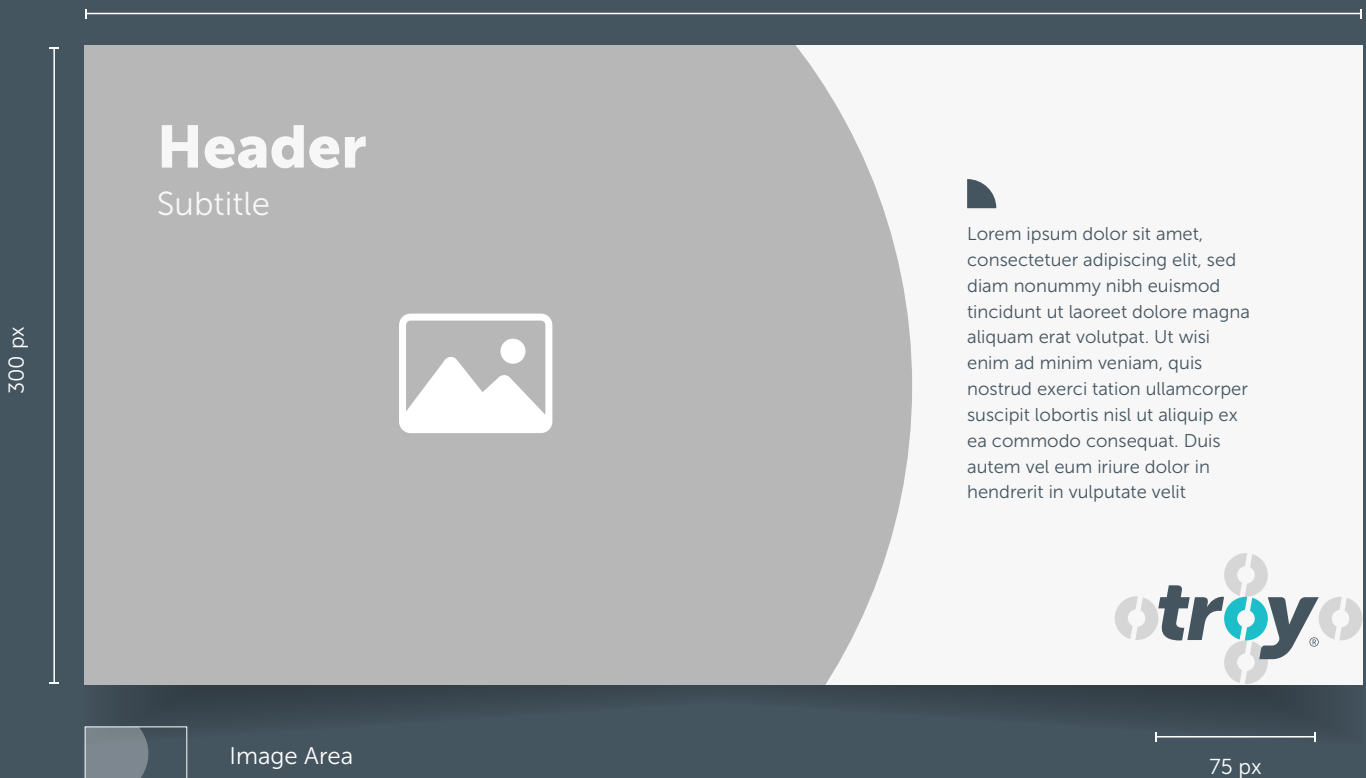 Header
Subtitle
300 px
Lorem ipsum dolor sit amet,
consectetuer adipiscing elit, sed
diam nonummy nibh euismod
tincidunt ut laoreet dolore magna
aliquam erat volutpat. Ut wisi
enim ad minim veniam, quis
nostrud exerci tation ullamcorper
suscipit lobortis nisl ut aliquip ex
ea commodo consequat. Duis
autem vel eum iriure dolor in
hendrerit in vulputate velit
troy®
Image Area
75 px